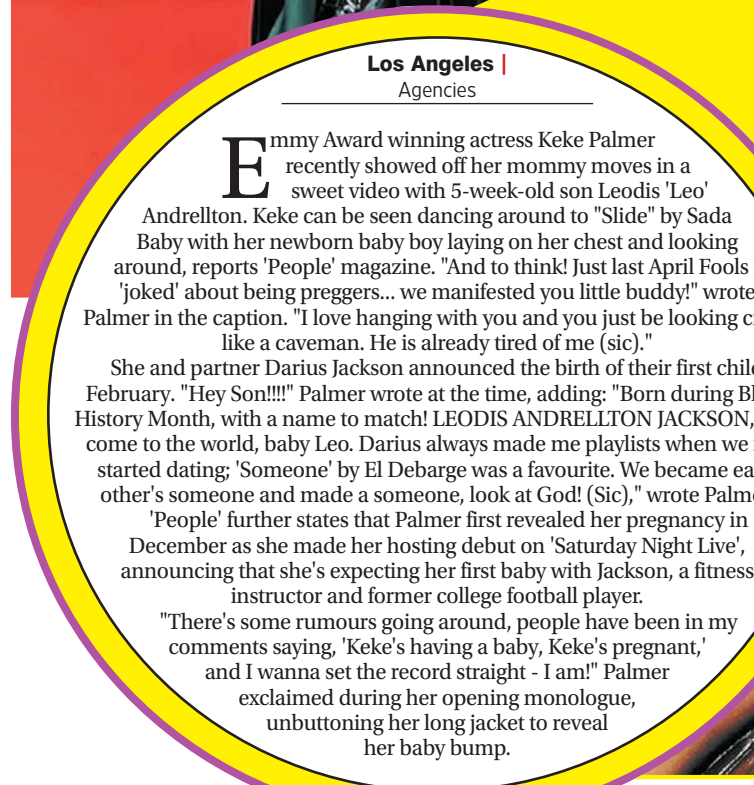 Los Angeles |
Agencies
Emmy Award winning actress Keke Palmer
recently showed off her mommy moves in a
sweet video with 5-week-old son Leodis 'Leo'
Andrellton. Keke can be seen dancing around to "Slide" by Sada
Baby with her newborn baby boy laying on her chest and looking
around, reports 'People' magazine. "And to think! Just last April Fools
'joked' about being preggers... we manifested you little buddy!" wrote
Palmer in the caption. "I love hanging with you and you just be looking
like a caveman. He is already tired of me (sic)."
She and partner Darius Jackson announced the birth of their first
February. "Hey Son!!!!" Palmer wrote at the time, adding: "Born during
History Month, with a name to match! LEODIS ANDRELLTON JACKSON,
come to the world, baby Leo. Darius always made me playlists when we
started dating; 'Someone' by El Debarge was a favourite. We became
other's someone and made a someone, look at God! (Sic)," wrote
'People' further states that Palmer first revealed her pregnancy in
December as she made her hosting debut on 'Saturday Night Live',
announcing that she's expecting her first baby with Jackson, a fitness
instructor and former college football player.
"There's some rumours going around, people have been in my
comments saying, 'Keke's having a baby, Keke's pregnant,'
and I wanna set the record straight - I am!" Palmer
exclaimed during her opening monologue,
unbuttoning her long jacket to reveal
her baby bump.